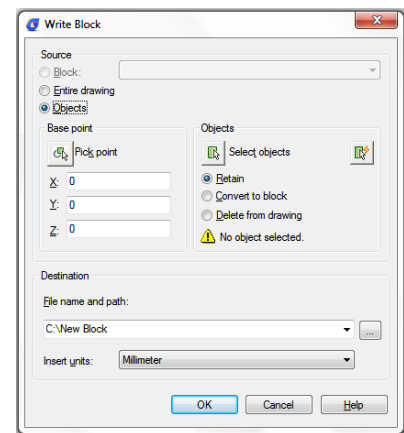 Write Block
Source
Block:
Entire drawing
Objects
Base point
Pick point
X: 0
Y: 0
Z: 0
Objects
Select objects
Retain
Convert to block
Delete from drawing
No object selected.
Destination
File name and path:
C:\New Block
...
Insert units: Millimeter
OK Cancel Help